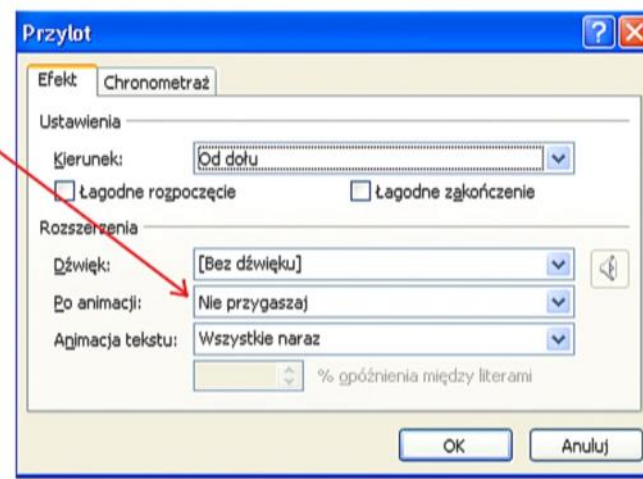 Przylot
Efekt Chronometraż
Ustawienia
Kierunek: Od dołu
Łagodne rozpoczęcie Łagodne zakończenie
Rozszerzenia
Dźwięk: [Bez dźwięku]
Po animacji: Nie przygaszaj
Animacja tekstu: Wszystkie naraz
% opóźnienia między literami
OK Anuluj